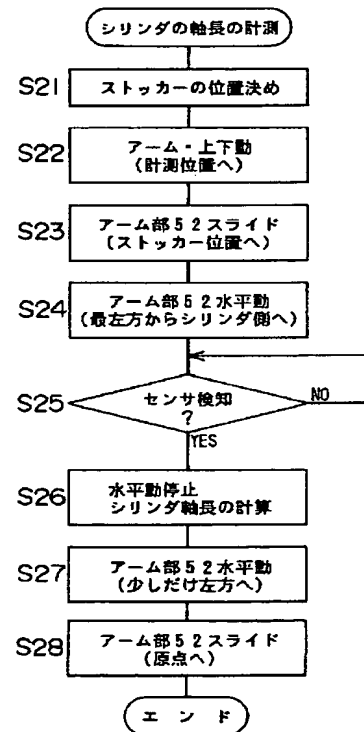 シリンダの軸長の計測
S21
ストッカーの位置決め
S22
アーム・上下動
(計測位置へ)
S23
アーム部52スライド
(ストッカー位置へ)
S24
アーム部52水平動
(最左方からシリンダ側へ)
S25
センサ検知
?
NO
YES
S26
水平動停止
シリンダ軸長の計算
S27
アーム部52水平動
(少しだけ左方へ)
S28
アーム部52スライド
(原点へ)
エンド